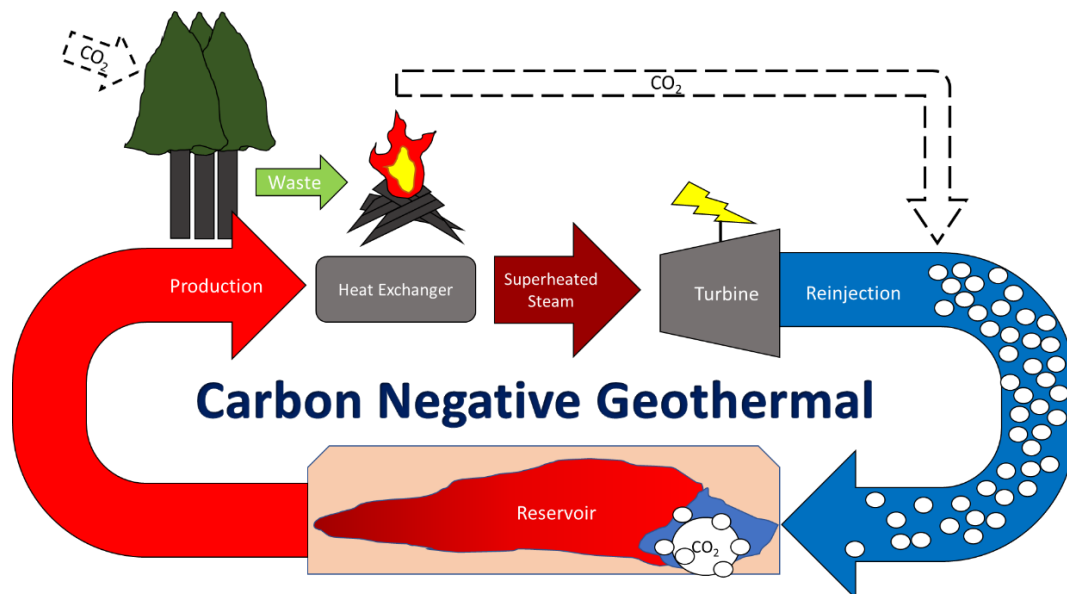 CO₂
CO₂
Waste
Production
Heat Exchanger
Superheated
Steam
Turbine
Reinjection
Carbon Negative Geothermal
Reservoir
CO₂